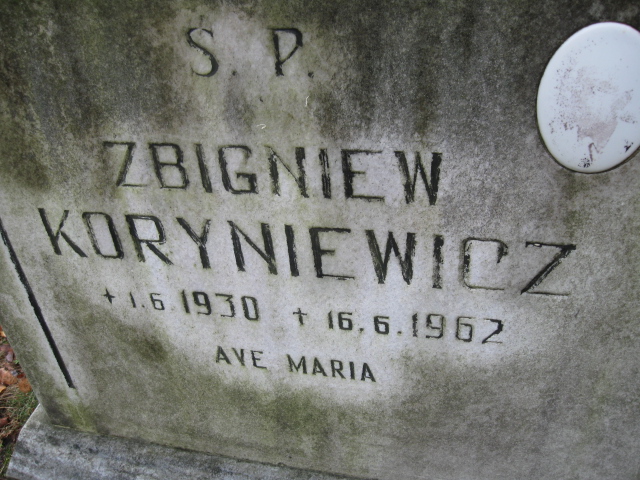 S. P.
ZBIGNIEW
KORYNIEWICZ
+ 1.6.1930 + 16.6.1962
AVE MARIA